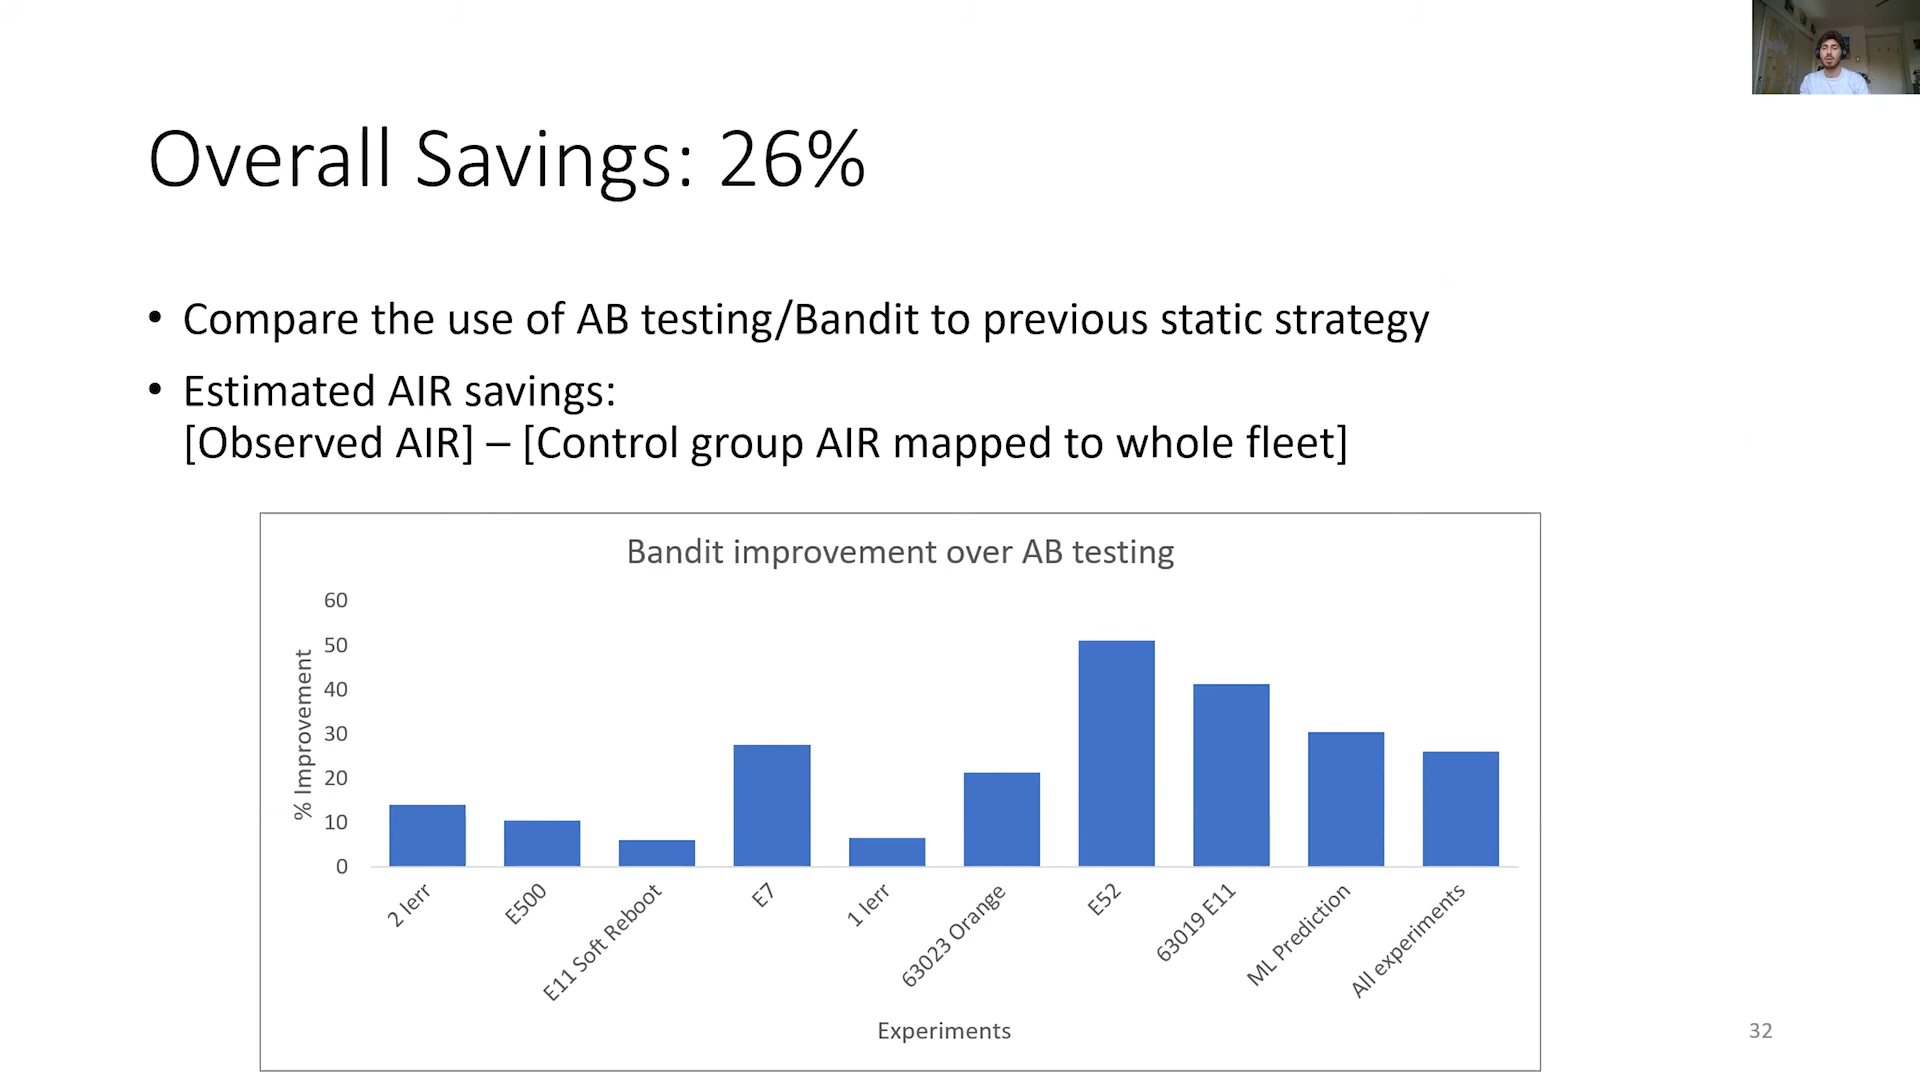 Overall Savings: 26%
• Compare the use of AB testing/Bandit to previous static strategy
• Estimated AIR savings:
[Observed AIR] – [Control group AIR mapped to whole fleet]
Bandit improvement over AB testing
% Improvement
60
50
40
30
20
10
0
2 lerr
E500
E11 Soft Reboot
E7
1 lerr
63023 Orange
E52
63019 E11
ML Prediction
All experiments
Experiments
32